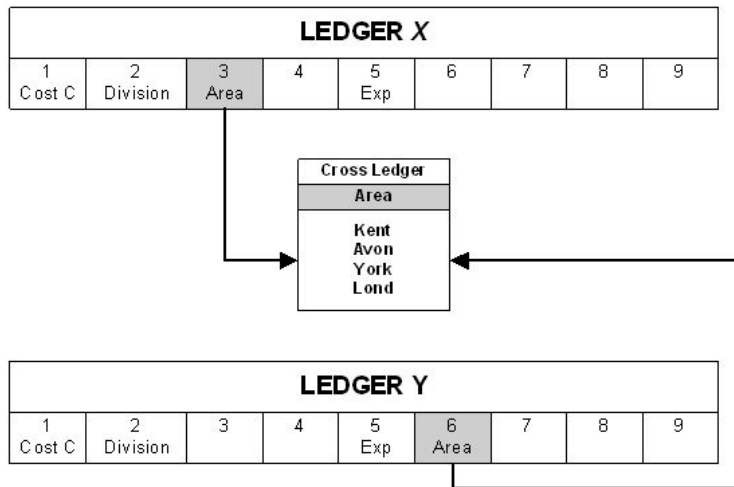 LEDGER X
1 2 3 4 5 6 7 8 9
Cost C Division Area Exp
Cross Ledger
Area
Kent
Avon
York
Lond
LEDGER Y
1 2 3 4 5 6 7 8 9
Cost C Division Exp Area